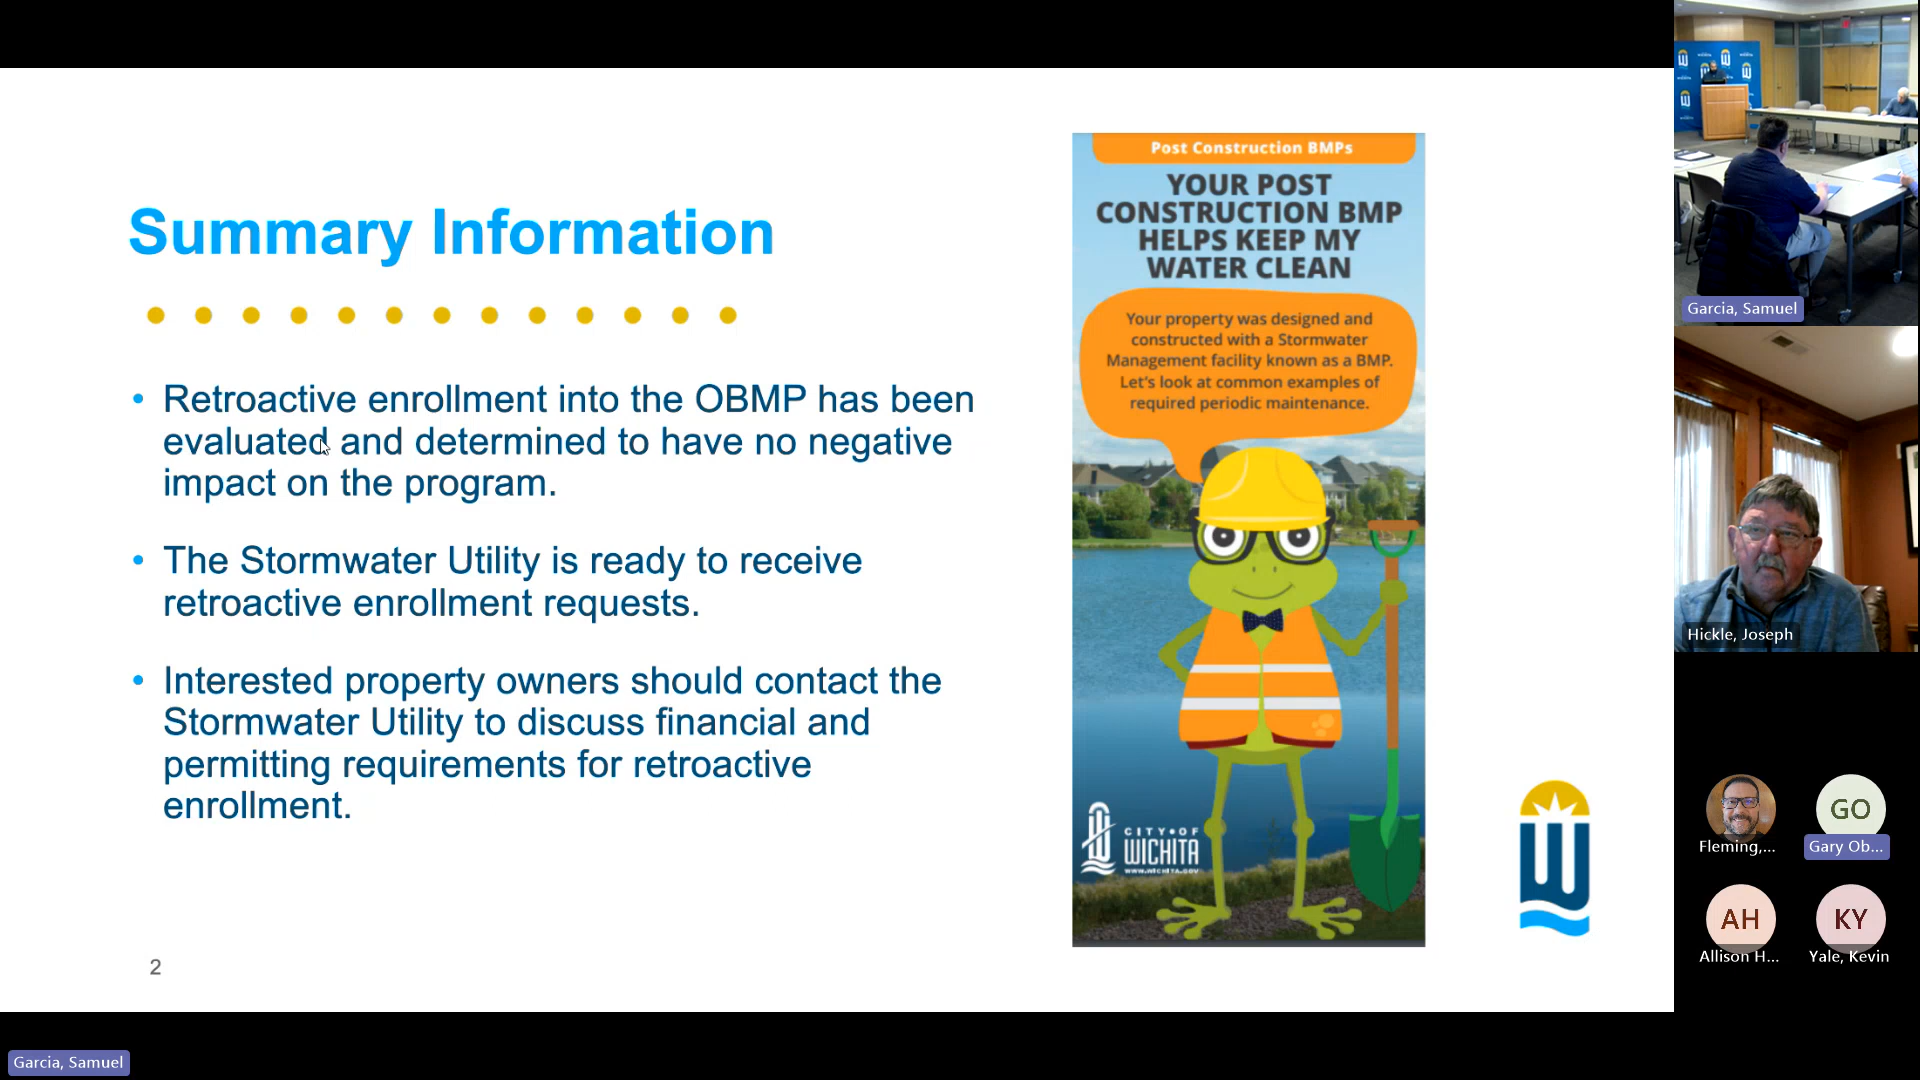 Summary Information
• Retroactive enrollment into the OBMP has been
evaluated and determined to have no negative
impact on the program.
• The Stormwater Utility is ready to receive
retroactive enrollment requests.
• Interested property owners should contact the
Stormwater Utility to discuss financial and
permitting requirements for retroactive
enrollment.
2
Post Construction BMPs
YOUR POST
CONSTRUCTION BMP
HELPS KEEP MY
WATER CLEAN
Your property was designed and
constructed with a Stormwater
Management facility known as a BMP.
Let's look at common examples of
required periodic maintenance.
CITY•OF
WICHITA
WWW.WICHITA.GOV
W
Garcia, Samuel
Hickle, Joseph
Fleming,...
GO
Gary Ob...
AH
Allison H...
KY
Yale, Kevin
Garcia, Samuel